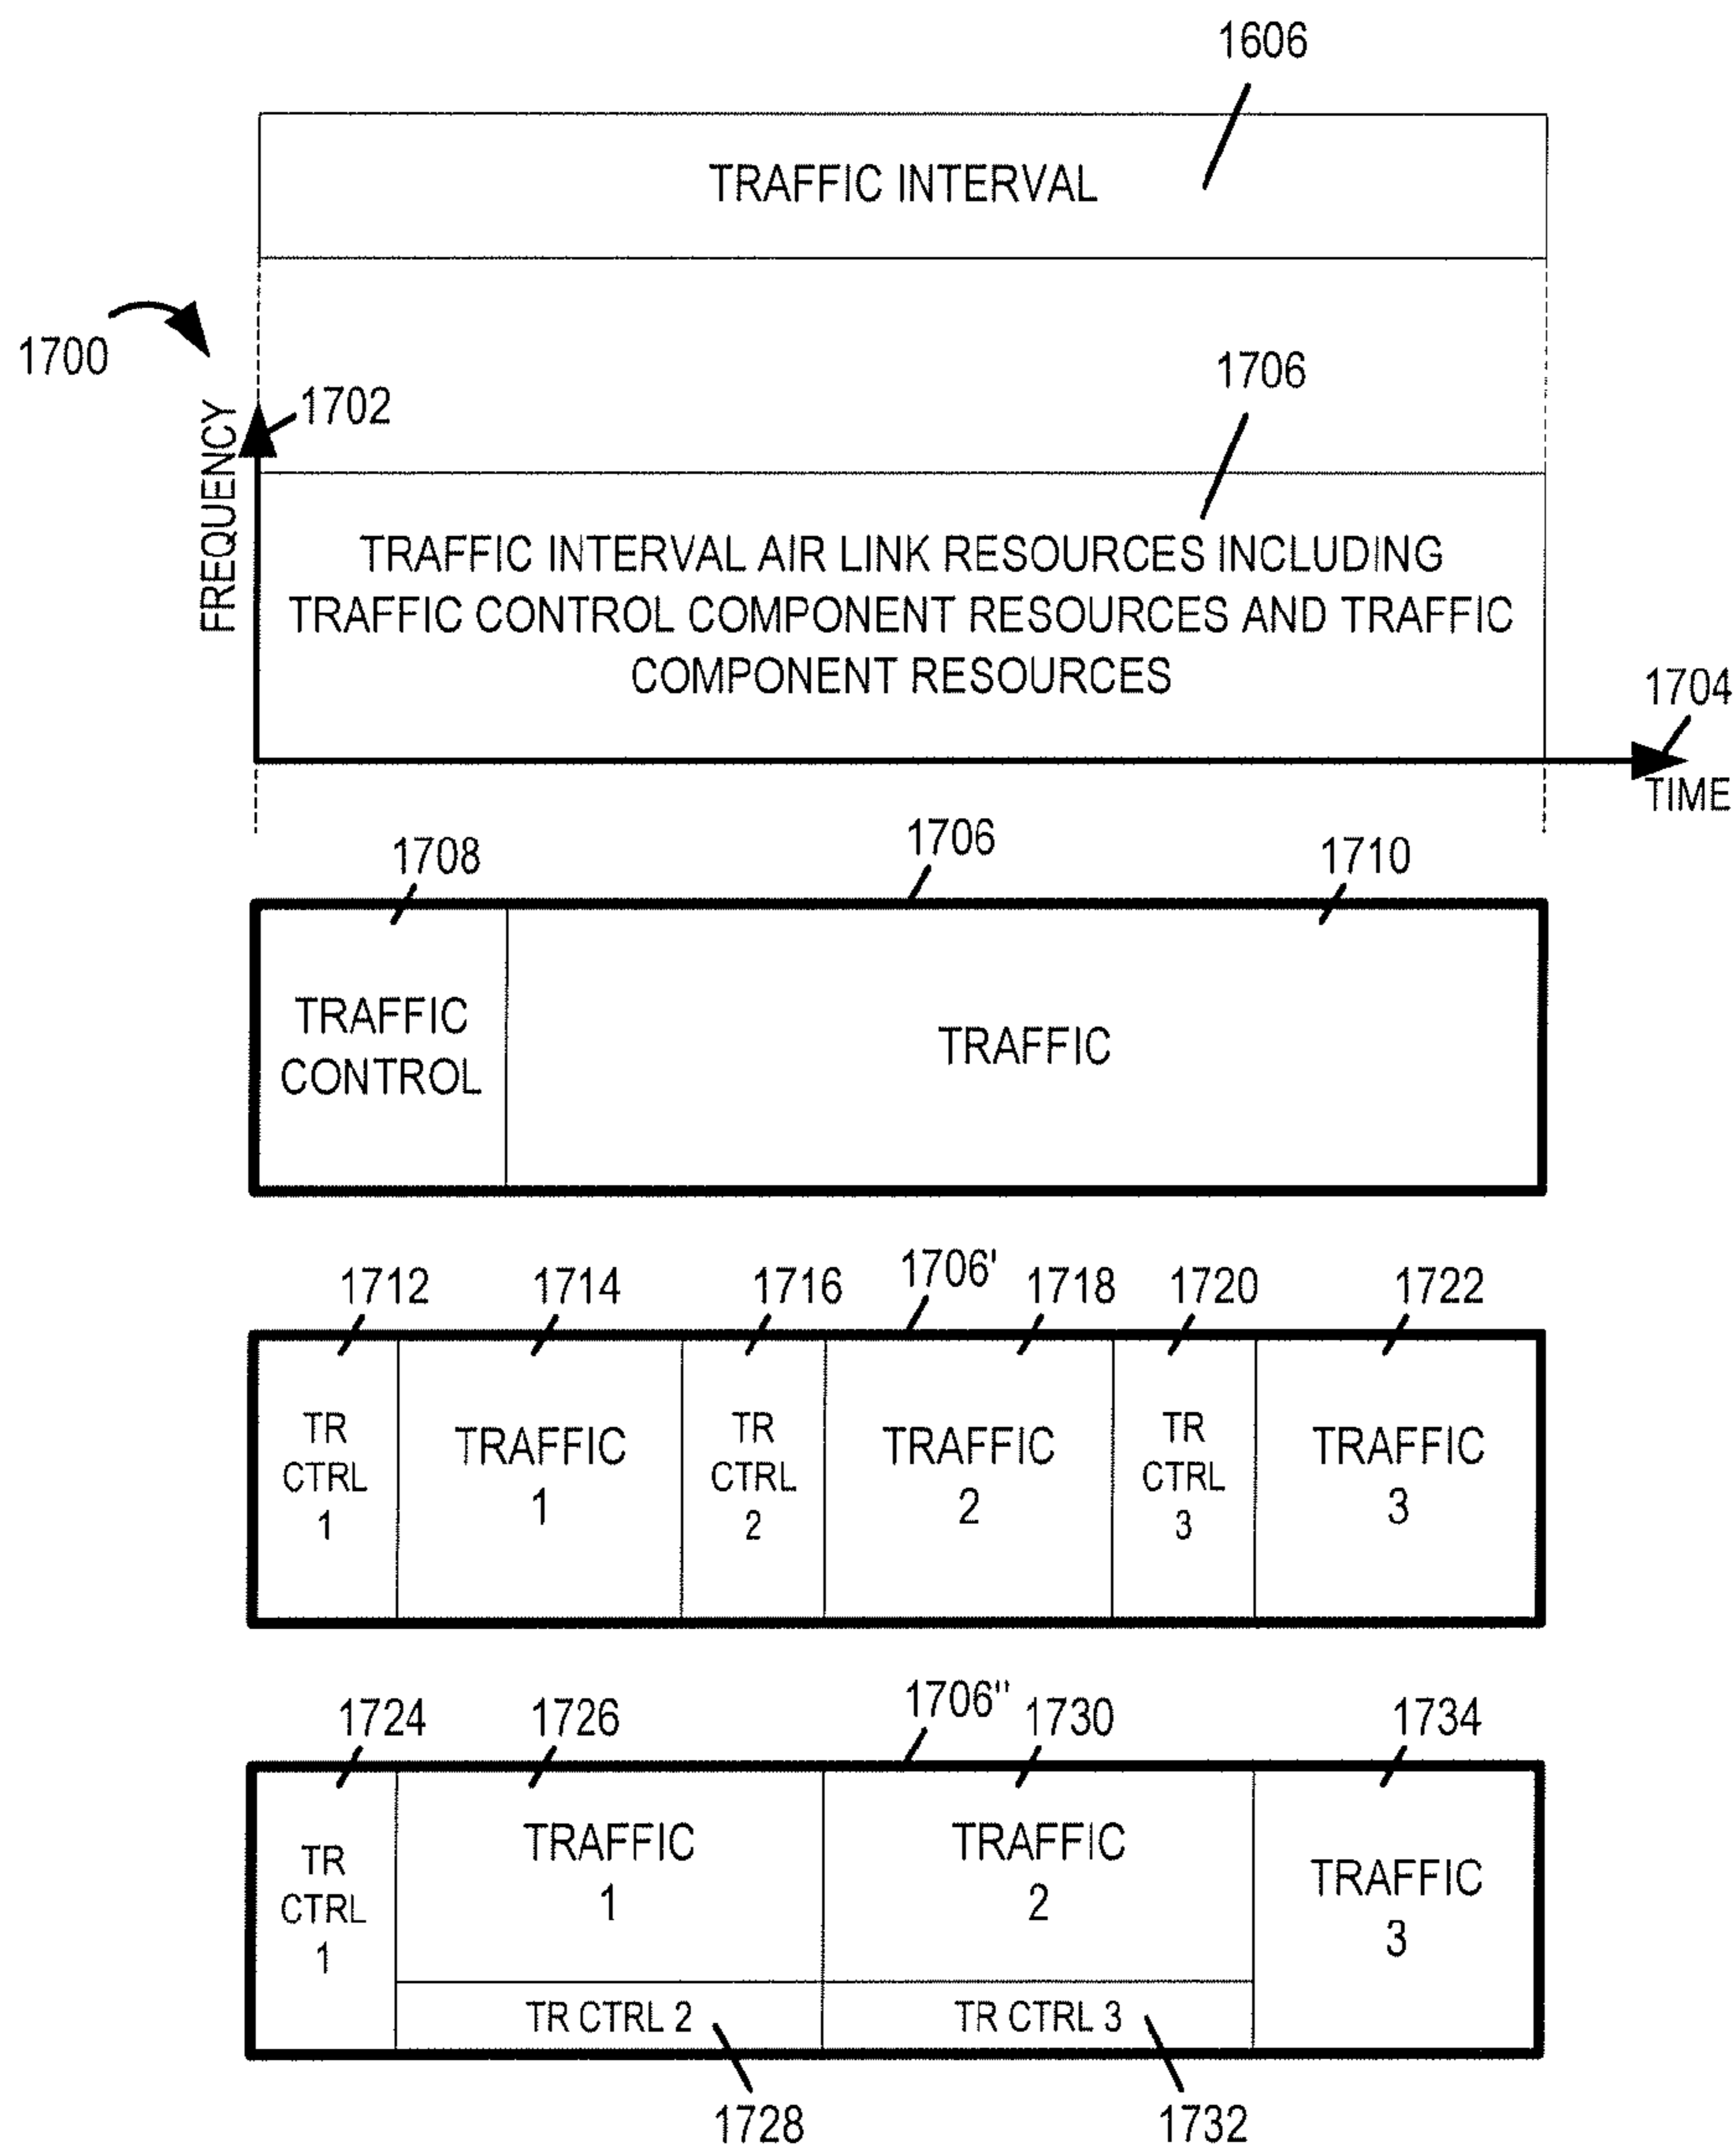 1606
TRAFFIC INTERVAL
1700
1706
1702
FREQUENCY
TRAFFIC INTERVAL AIR LINK RESOURCES INCLUDING
TRAFFIC CONTROL COMPONENT RESOURCES AND TRAFFIC
COMPONENT RESOURCES
1704
TIME
1708
1706
1710
TRAFFIC
CONTROL
TRAFFIC
1712
1714
1716
1706'
1718
1720
1722
TR
CTRL
1
TRAFFIC
1
TR
CTRL
2
TRAFFIC
2
TR
CTRL
3
TRAFFIC
3
1724
1726
1706"
1730
1734
TR
CTRL
1
TRAFFIC
1
TRAFFIC
2
TRAFFIC
3
TR CTRL 2
TR CTRL 3
1728
1732